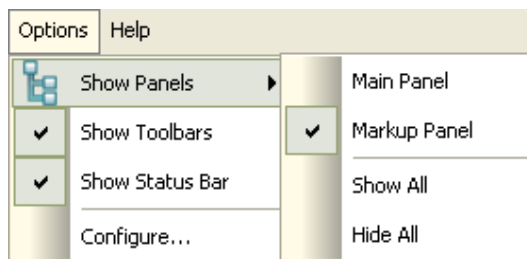 Options Help
Show Panels
Show Toolbars
Show Status Bar
Configure...
Main Panel
Markup Panel
Show All
Hide All